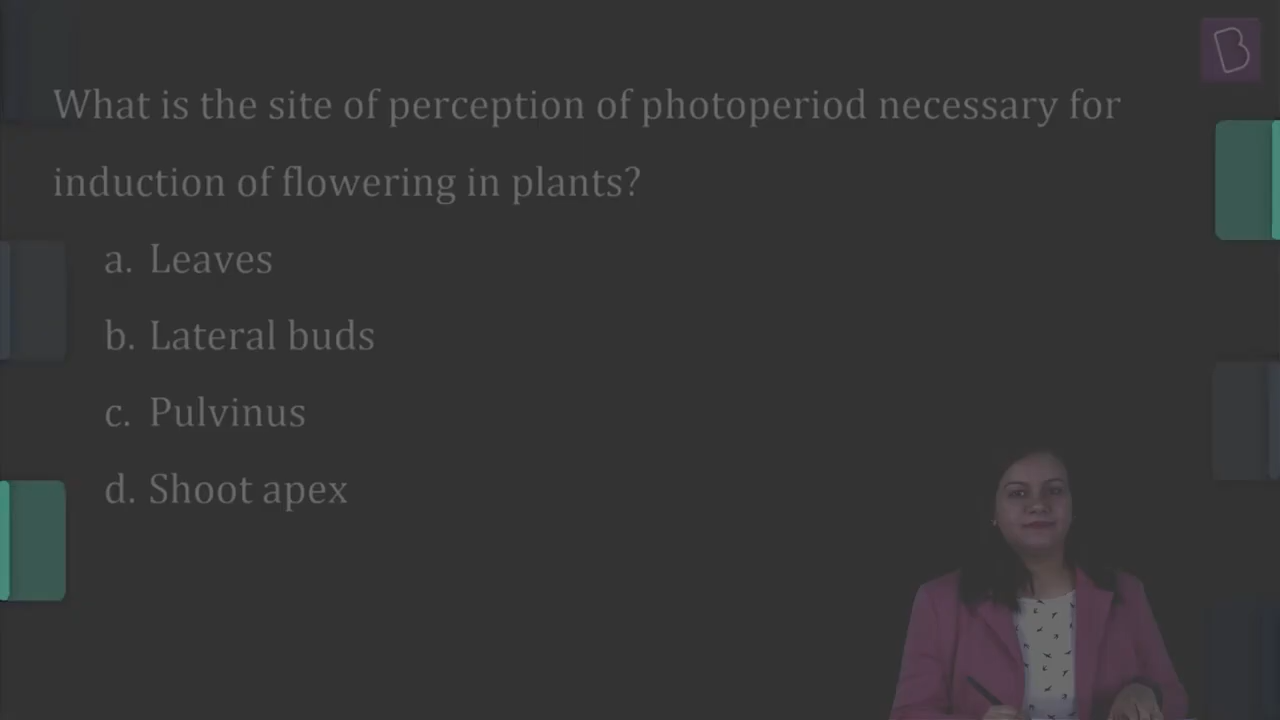 What is the site of perception of photoperiod necessary for
induction of flowering in plants?
a. Leaves
b. Lateral buds
c. Pulvinus
d. Shoot apex